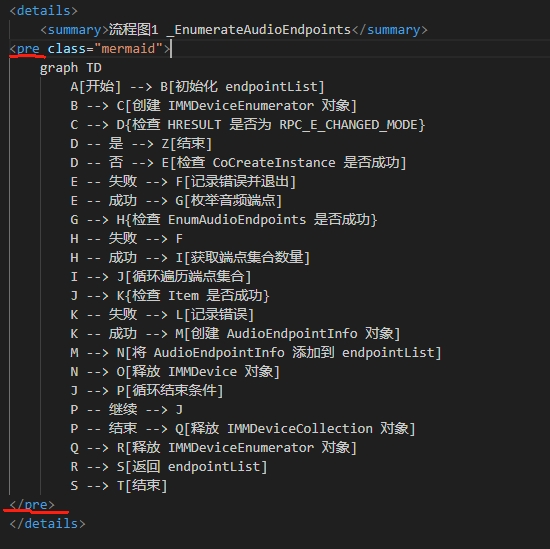 <details>
<summary>流程图1 _EnumerateAudioEndpoints</summary>
<pre class="mermaid">
graph TD
A[开始] --> B[初始化 endpointList]
B --> C[创建 IMMDeviceEnumerator 对象]
C --> D{检查 HRESULT 是否为 RPC_E_CHANGED_MODE}
D -- 是 --> Z[结束]
D -- 否 --> E[检查 CoCreateInstance 是否成功]
E -- 失败 --> F[记录错误并退出]
E -- 成功 --> G[枚举音频端点]
G --> H{检查 EnumAudioEndpoints 是否成功}
H -- 失败 --> F
H -- 成功 --> I[获取端点集合数量]
I --> J[循环遍历端点集合]
J --> K{检查 Item 是否成功}
K -- 失败 --> L[记录错误]
K -- 成功 --> M[创建 AudioEndpointInfo 对象]
M --> N[将 AudioEndpointInfo 添加到 endpointList]
N --> O[释放 IMMDevice 对象]
J --> P[循环结束条件]
P -- 继续 --> J
P -- 结束 --> Q[释放 IMMDeviceCollection 对象]
Q --> R[释放 IMMDeviceEnumerator 对象]
R --> S[返回 endpointList]
S --> T[结束]
</pre>
</details>